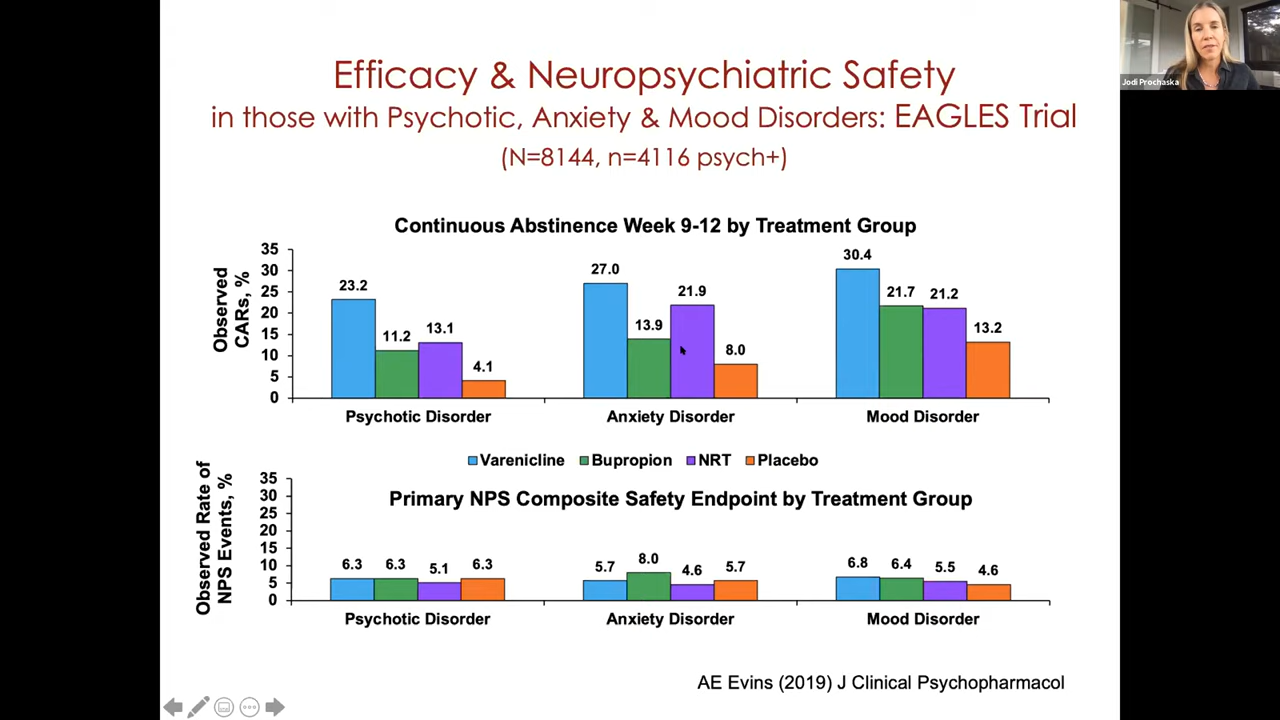 Efficacy & Neuropsychiatric Safety
in those with Psychotic, Anxiety & Mood Disorders: EAGLES Trial
(N=8144, n=4116 psych+)
Jodi Prochaska
Continuous Abstinence Week 9-12 by Treatment Group
Observed
CARs, %
35
30
25
20
15
10
5
0
23.2
11.2
13.1
4.1
27.0
13.9
21.9
8.0
30.4
21.7
21.2
13.2
Psychotic Disorder
Anxiety Disorder
Mood Disorder
Varenicline Bupropion NRT Placebo
Primary NPS Composite Safety Endpoint by Treatment Group
Observed Rate of
NPS Events, %
35
30
25
20
15
10
5
0
6.3
6.3
5.1
6.3
5.7
8.0
4.6
5.7
6.8
6.4
5.5
4.6
Psychotic Disorder
Anxiety Disorder
Mood Disorder
AE Evins (2019) J Clinical Psychopharmacol